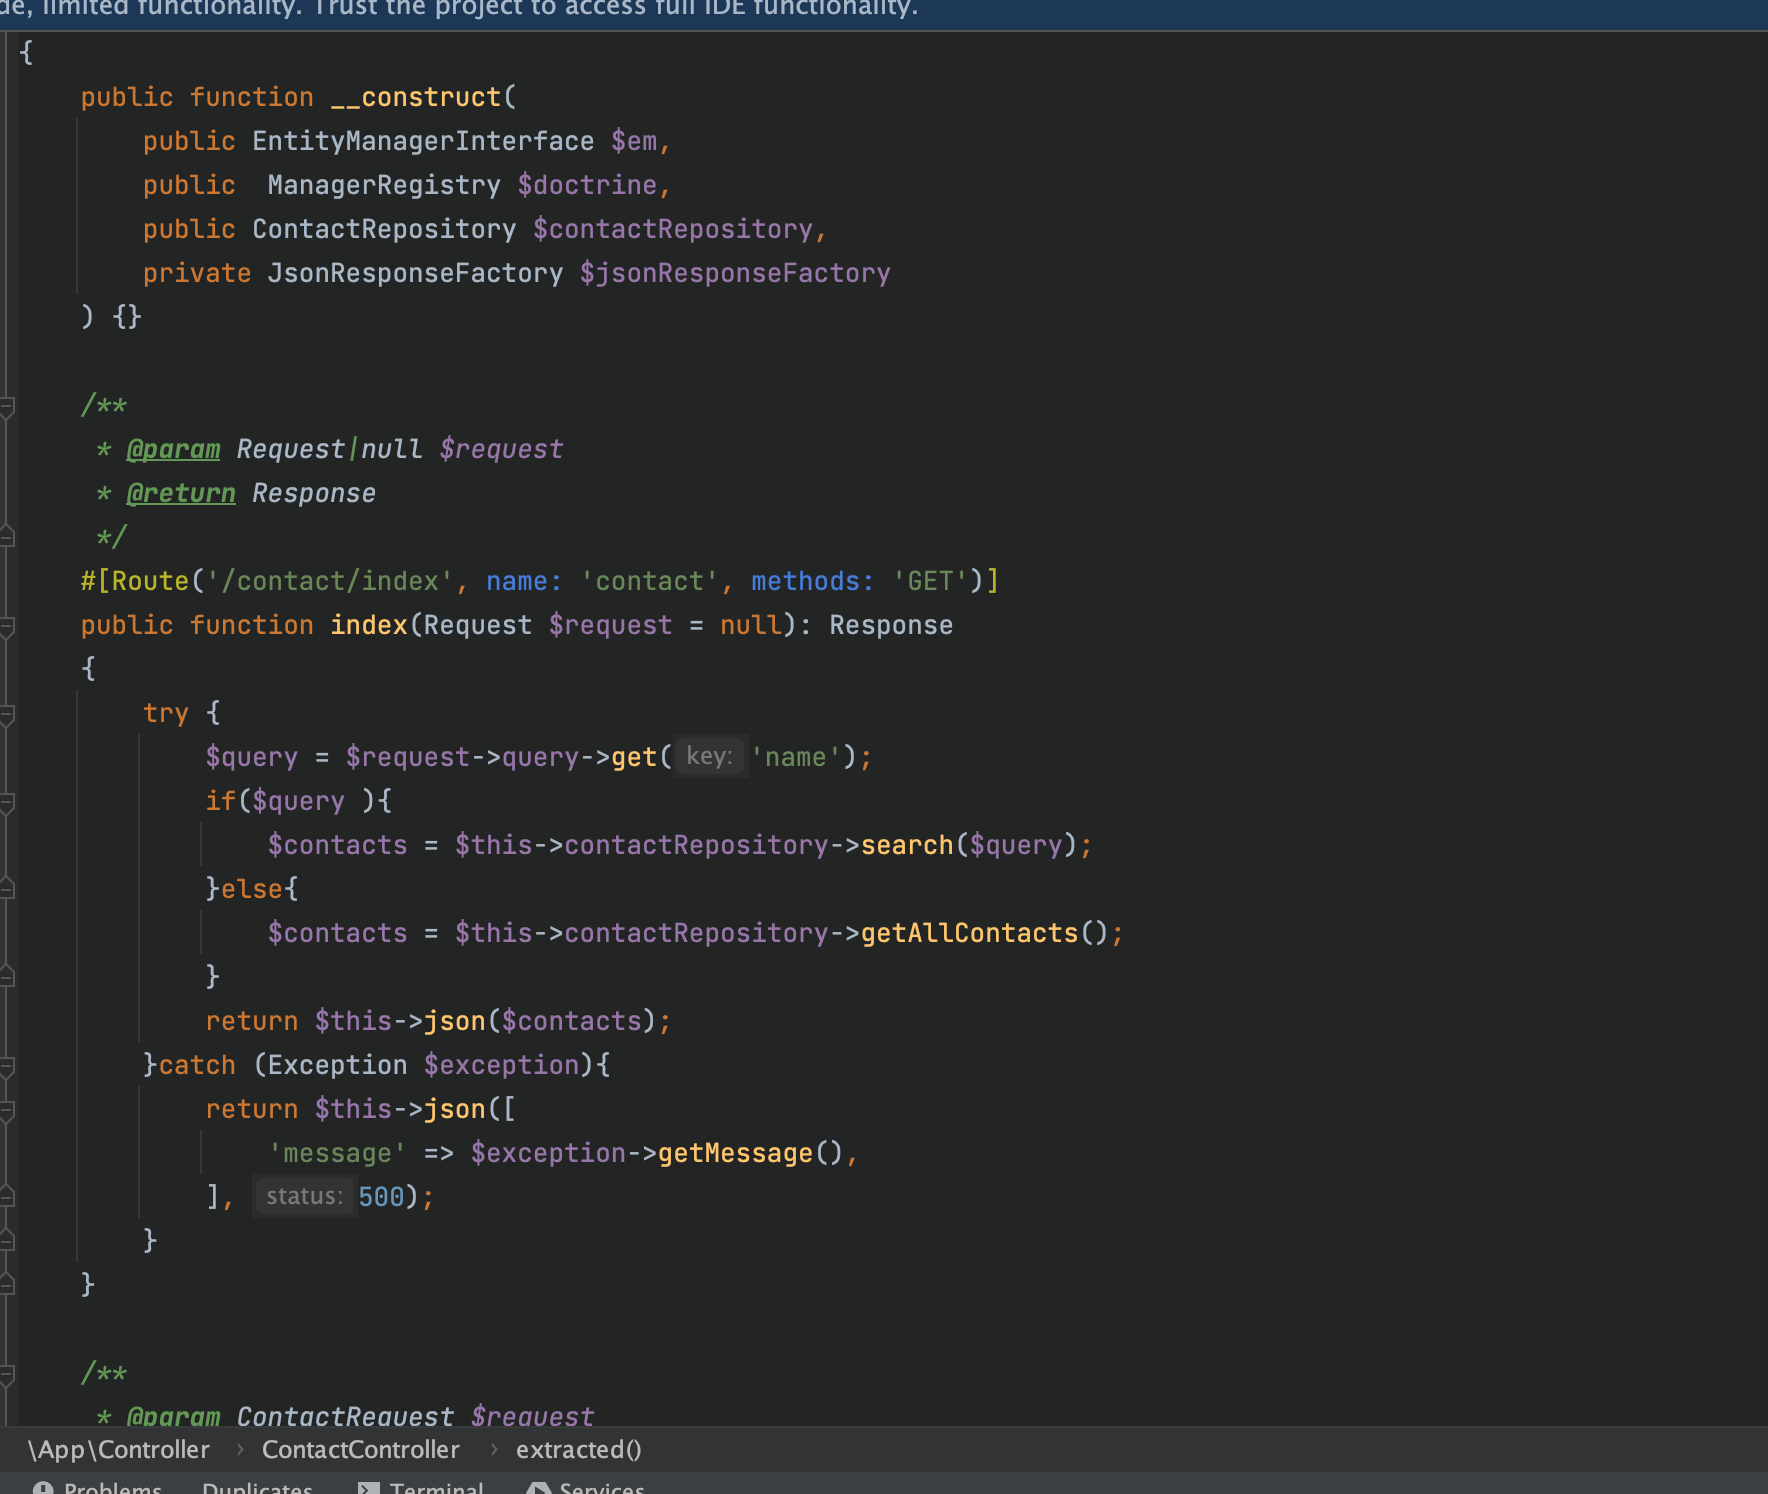 de, limited functionality. Trust the project to access full IDE functionality.
{
    public function __construct(
        public EntityManagerInterface $em,
        public  ManagerRegistry $doctrine,
        public ContactRepository $contactRepository,
        private JsonResponseFactory $jsonResponseFactory
    ) {}

    /**
     * @param Request|null $request
     * @return Response
     */
    #[Route('/contact/index', name: 'contact', methods: 'GET')]
    public function index(Request $request = null): Response
    {
        try {
            $query = $request->query->get( key: 'name');
            if($query ){
                $contacts = $this->contactRepository->search($query);
            }else{
                $contacts = $this->contactRepository->getAllContacts();
            }
            return $this->json($contacts);
        }catch (Exception $exception){
            return $this->json([
                'message' => $exception->getMessage(),
            ], status: 500);
        }
    }

    /**
     * @param ContactRequest $request
\App\Controller › ContactController › extracted()
Problems Duplicates Terminal Services